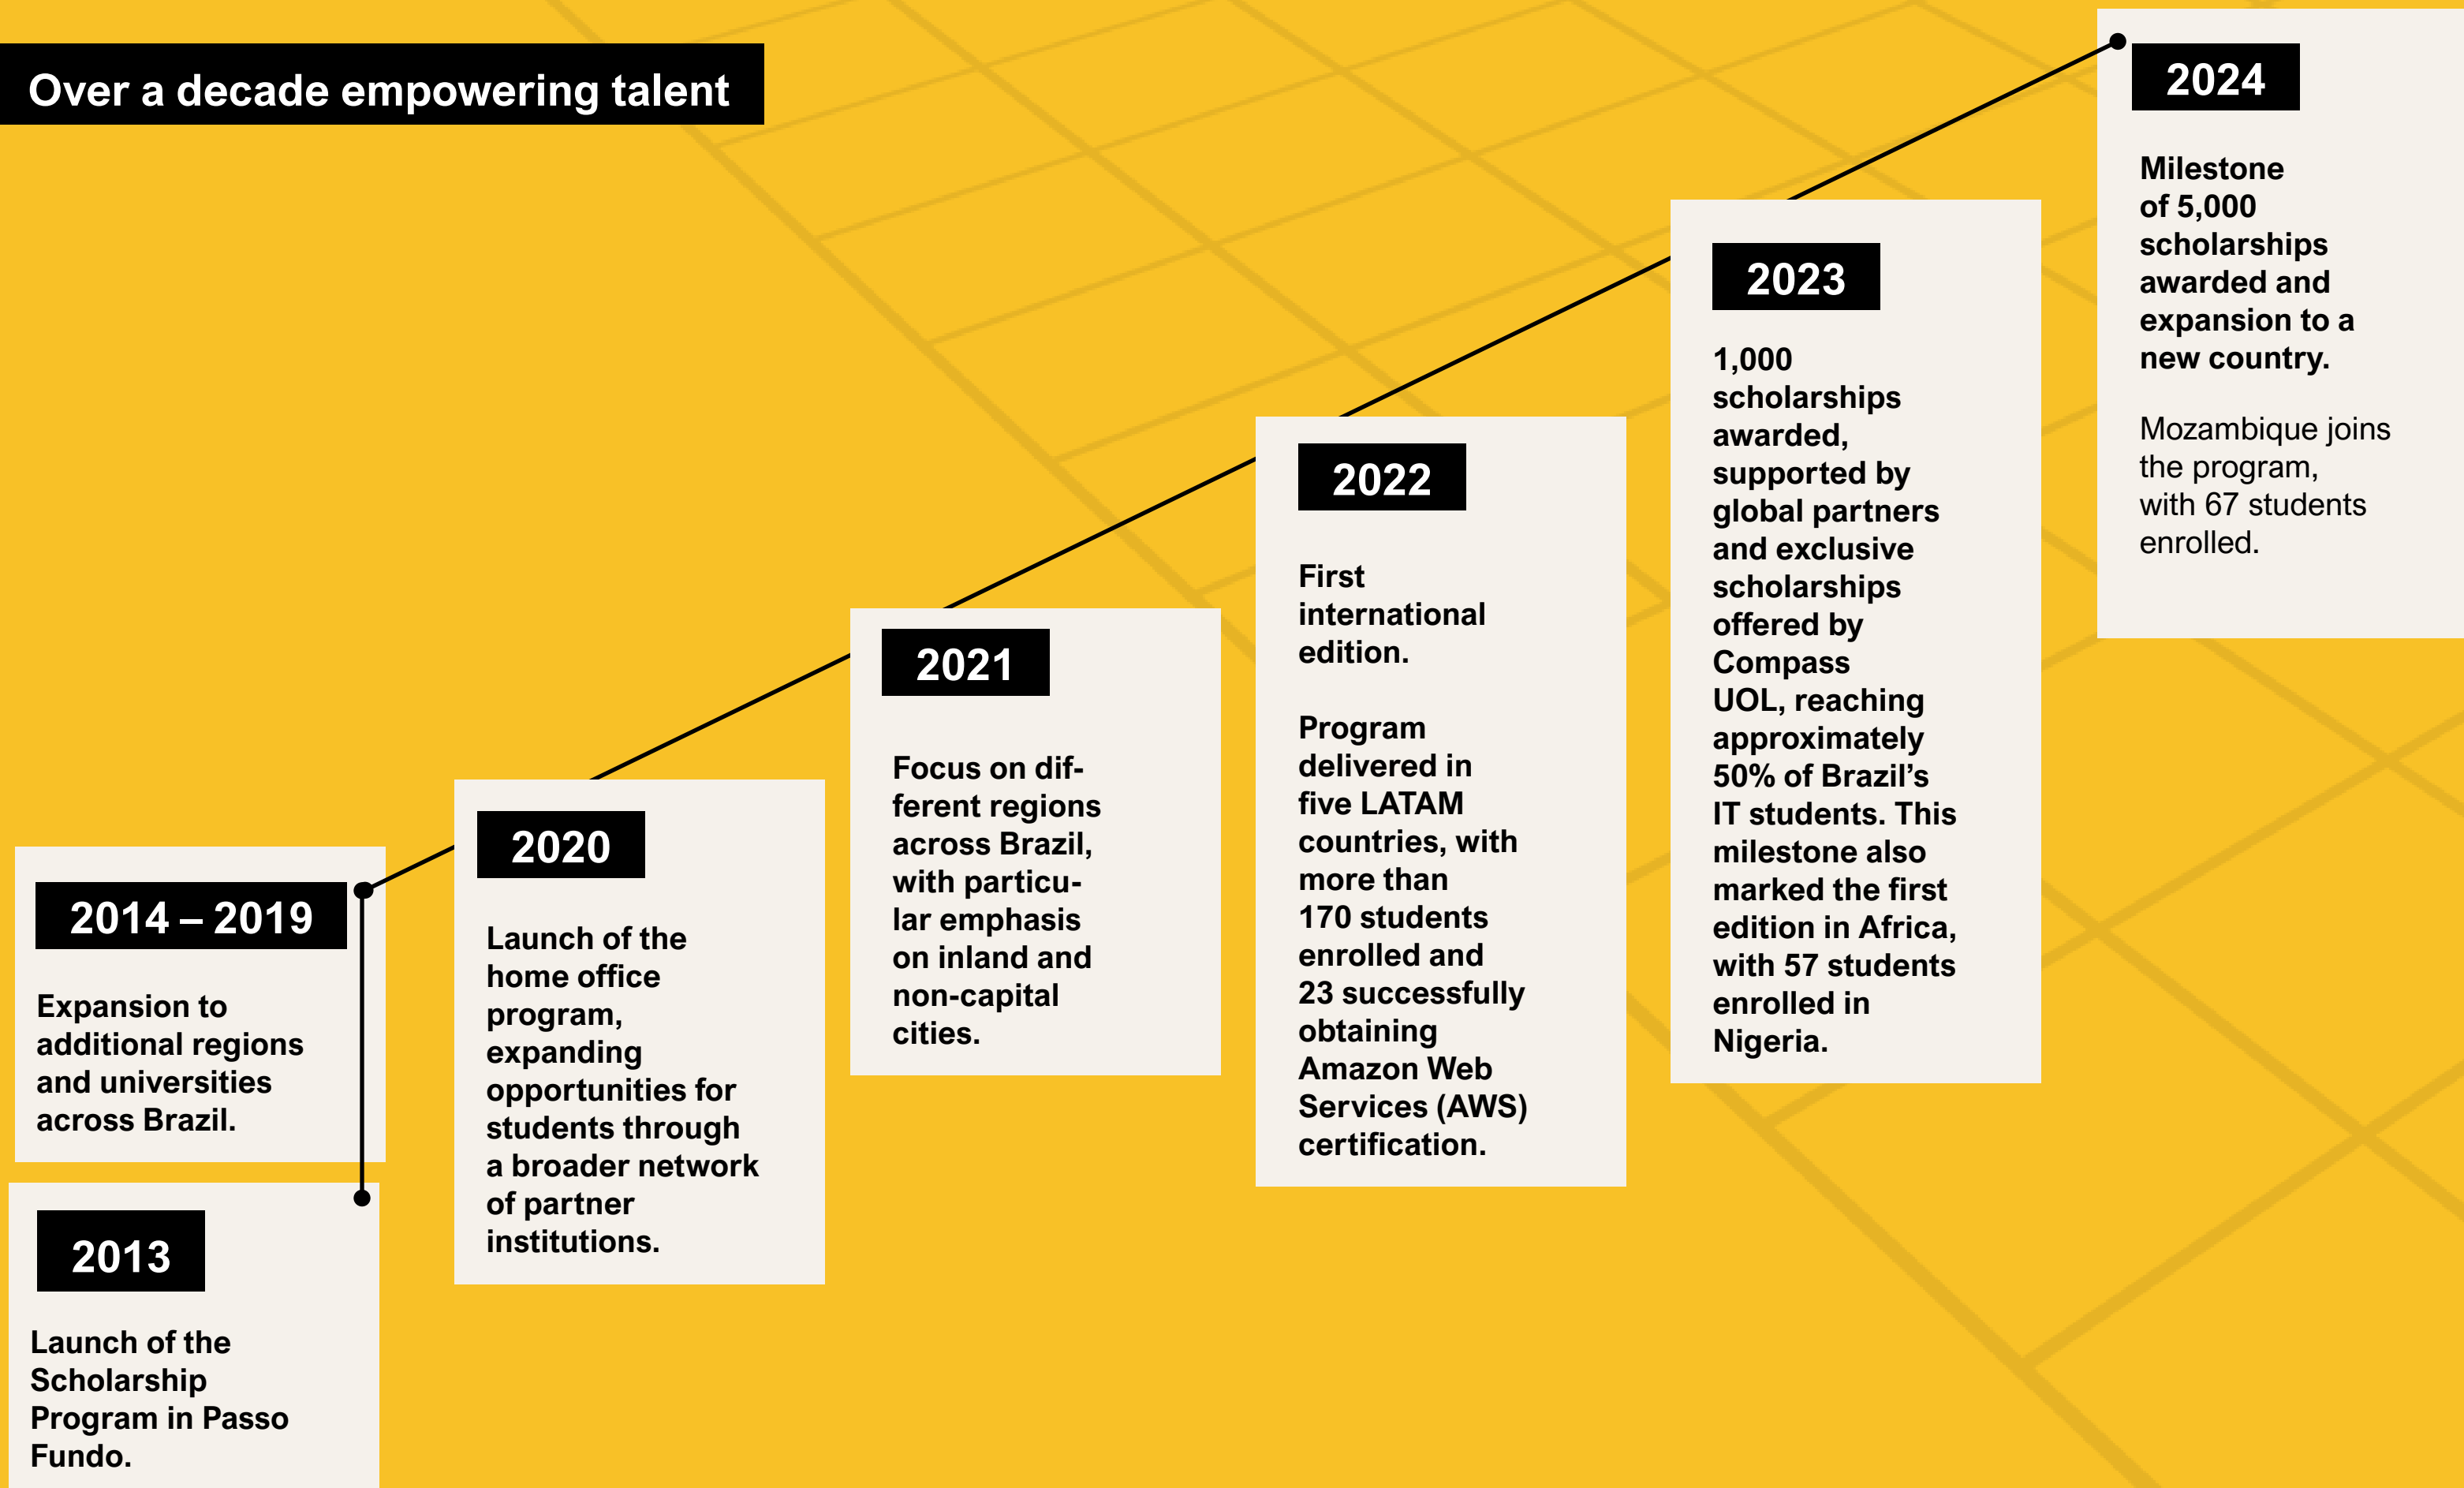 Over a decade empowering talent
2013
Launch of the
Scholarship
Program in Passo
Fundo.
2014 – 2019
Expansion to
additional regions
and universities
across Brazil.
2020
Launch of the
home office
program,
expanding
opportunities for
students through
a broader network
of partner
institutions.
2021
Focus on dif-
ferent regions
across Brazil,
with particu-
lar emphasis
on inland and
non-capital
cities.
2022
First
international
edition.
Program
delivered in
five LATAM
countries, with
more than
170 students
enrolled and
23 successfully
obtaining
Amazon Web
Services (AWS)
certification.
2023
1,000
scholarships
awarded,
supported by
global partners
and exclusive
scholarships
offered by
Compass
UOL, reaching
approximately
50% of Brazil’s
IT students. This
milestone also
marked the first
edition in Africa,
with 57 students
enrolled in
Nigeria.
2024
Milestone
of 5,000
scholarships
awarded and
expansion to a
new country.
Mozambique joins
the program,
with 67 students
enrolled.